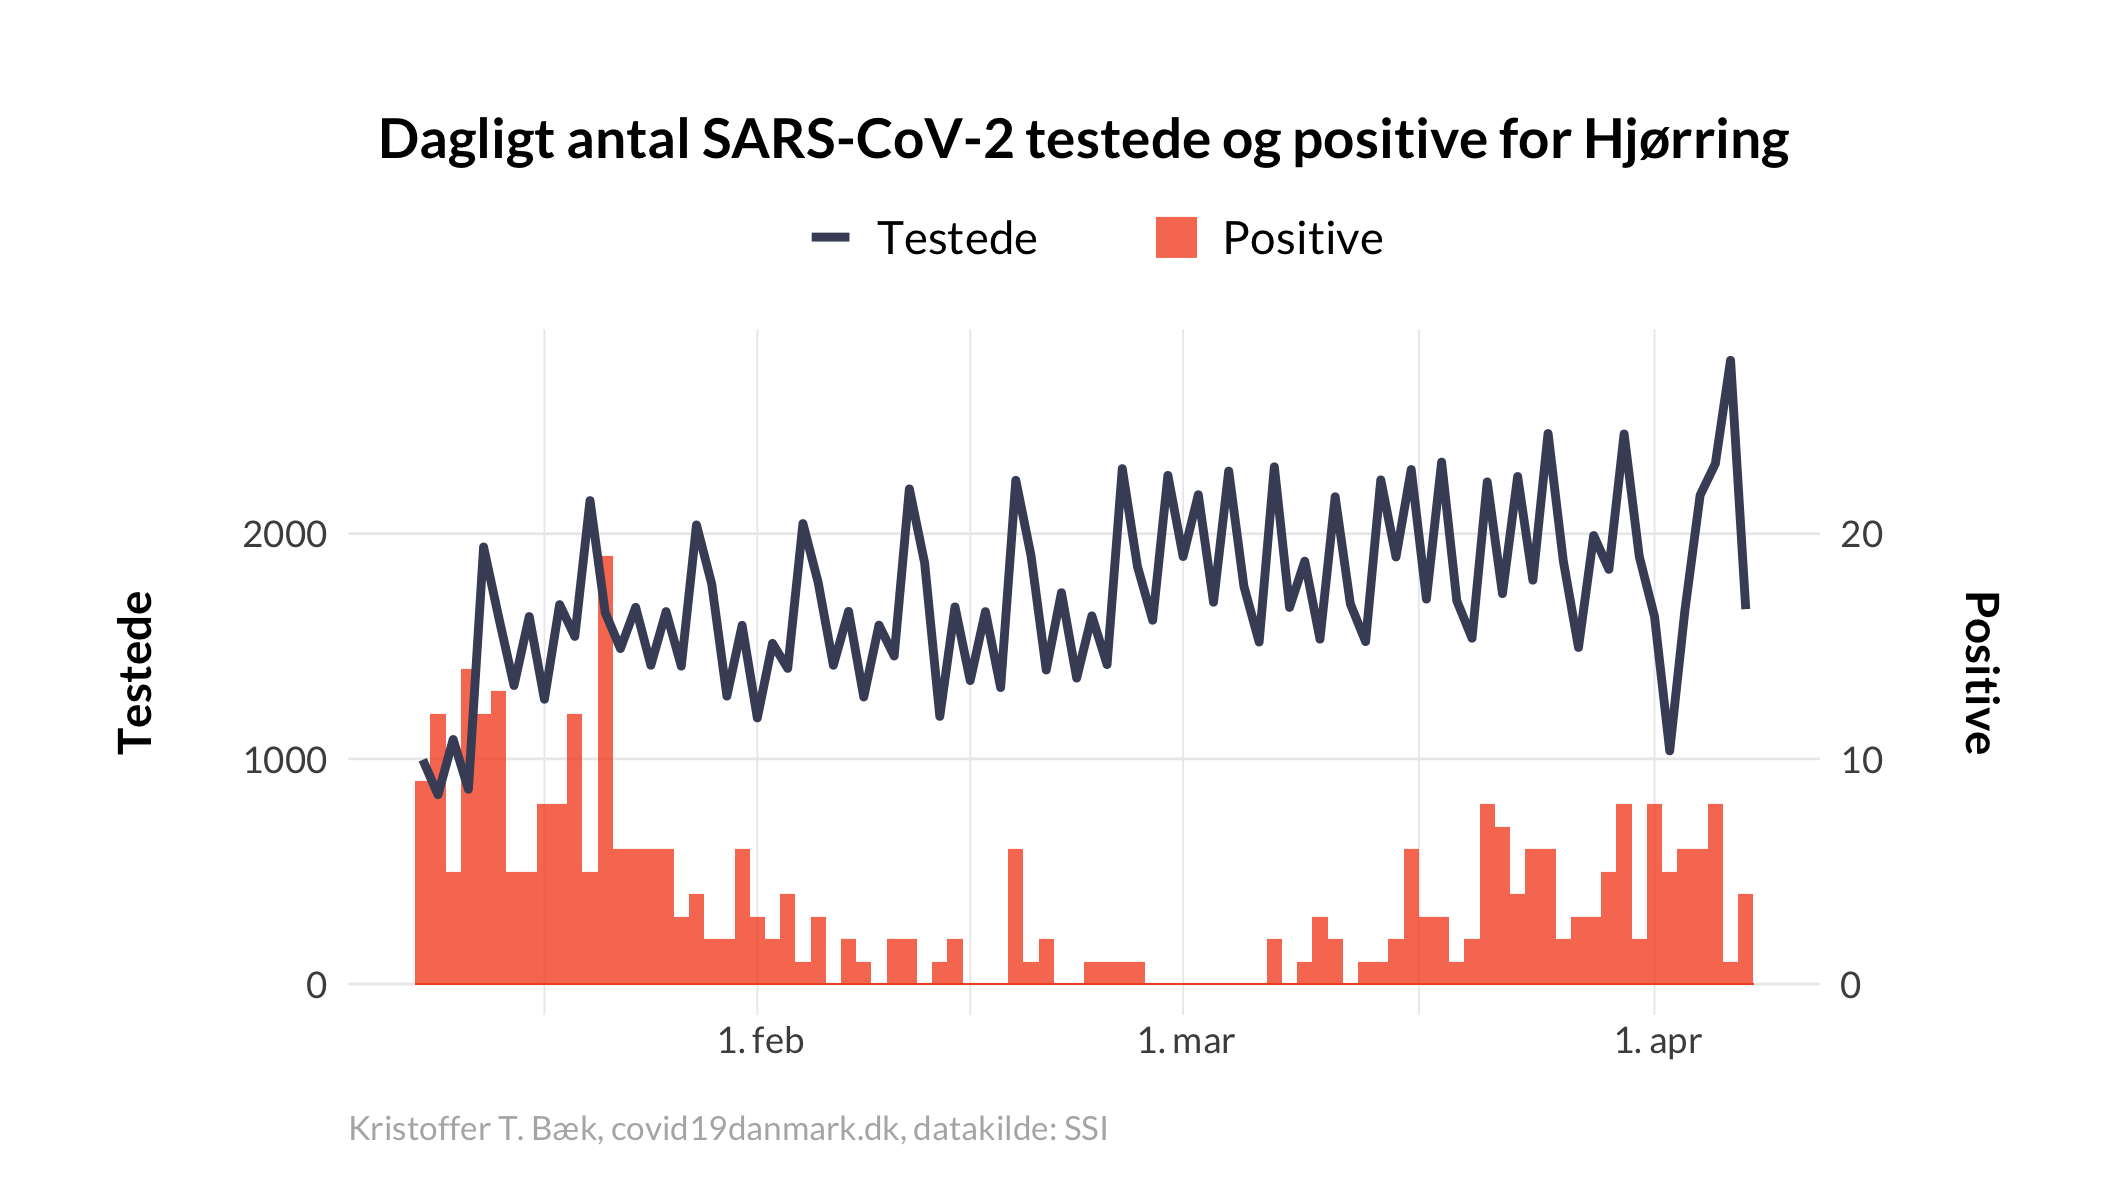 Dagligt antal SARS-CoV-2 testede og positive for Hjørring
Testede
Positive
Testede
2000
1000
0
20
10
0
Positive
1. feb
1. mar
1. apr
Kristoffer T. Bæk, covid19danmark.dk, datakilde: SSI